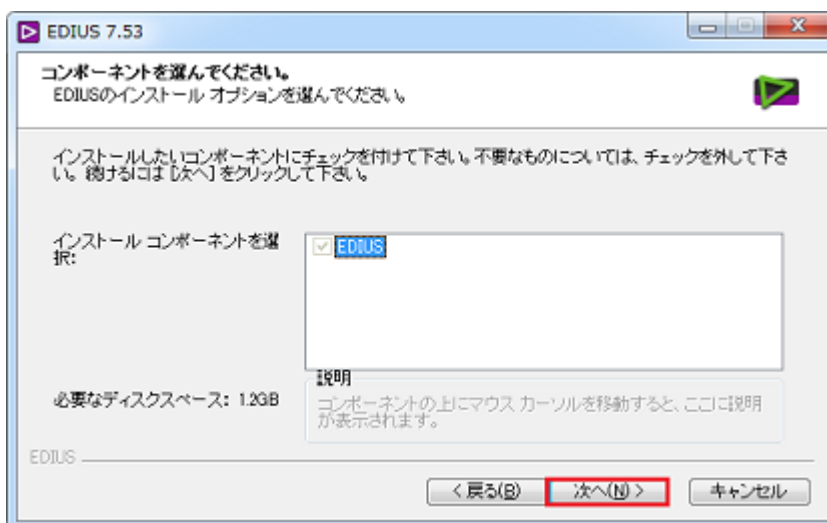 EDIUS 7.53
コンポーネントを選んでください。
EDIUSのインストール オプションを選んでください。
インストールしたいコンポーネントにチェックを付けて下さい。不要なものについては、チェックを外して下さ
い。続けるには [次へ] をクリックして下さい。
インストール コンポーネントを選
択:
EDIUS
説明
必要なディスクスペース: 1.2GB
コンポーネントの上にマウス カーソルを移動すると、ここに説明
が表示されます。
EDIUS
< 戻る(B)
次へ(N) >
キャンセル